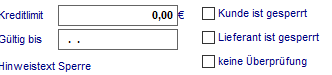 Kreditlimit 0,00 € Kunde ist gesperrt
Gültig bis . . Lieferant ist gesperrt
Hinweistext Sperre keine Überprüfung